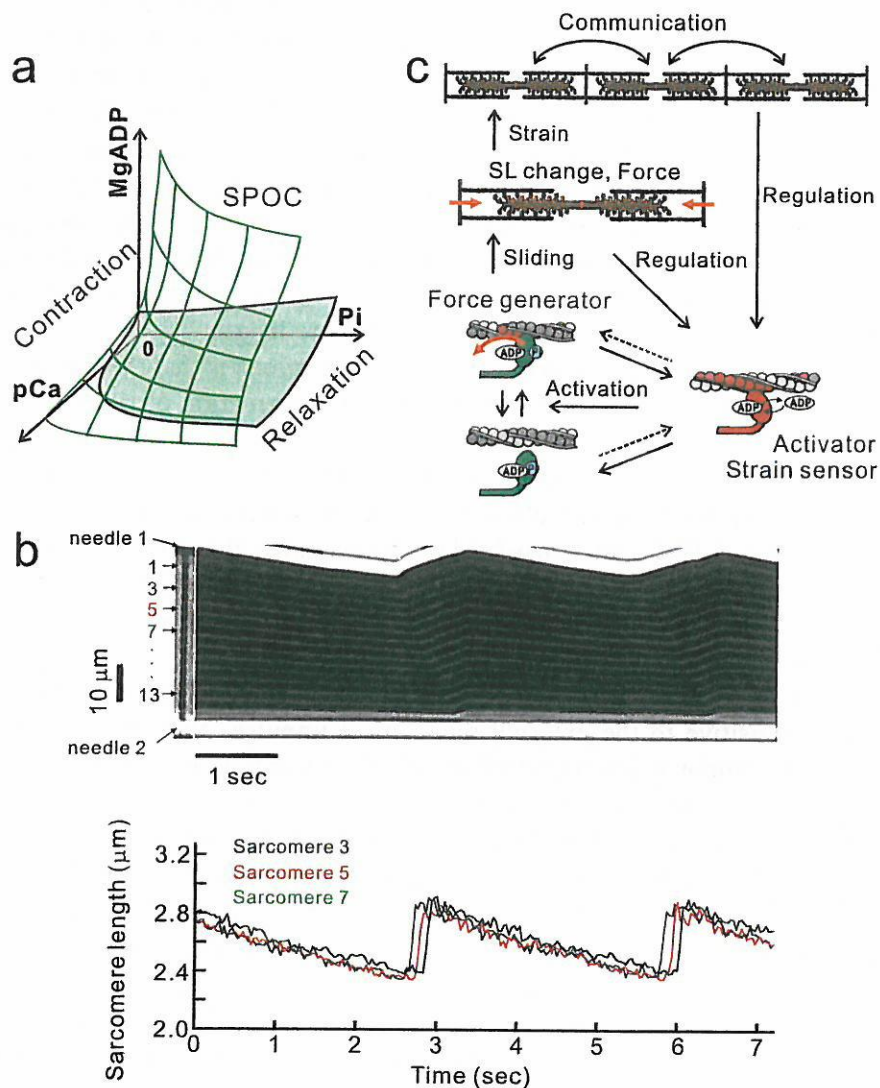 a
MgADP
SPOC
Contraction
Pi
0
pCa
Relaxation
c
Communication
Strain
SL change, Force
Regulation
Sliding
Regulation
Force generator
ADP
P
Activation
ADP
ADP
ADP
P
Activator
Strain sensor
b
needle 1
1
3
5
7
13
10 μm
needle 2
1 sec
Sarcomere length (μm)
3.2
2.8
2.4
2.0
Sarcomere 3
Sarcomere 5
Sarcomere 7
0 1 2 3 4 5 6 7
Time (sec)